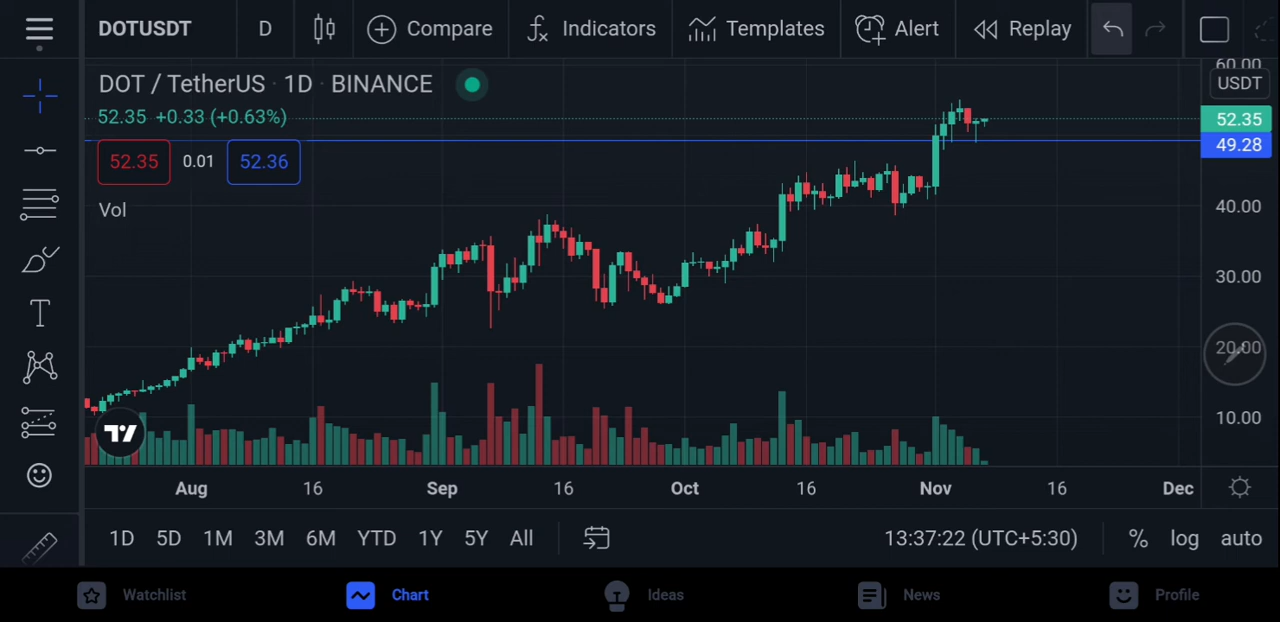 DOTUSDT D Compare Indicators Templates Alert Replay
DOT / TetherUS · 1D · BINANCE
60.00
USDT
52.35 +0.33 (+0.63%)
52.35
49.28
52.35 0.01 52.36
Vol
40.00
30.00
20.00
10.00
Aug 16 Sep 16 Oct 16 Nov 16 Dec
1D 5D 1M 3M 6M YTD 1Y 5Y All 13:37:22 (UTC+5:30) % log auto
Watchlist Chart Ideas News Profile